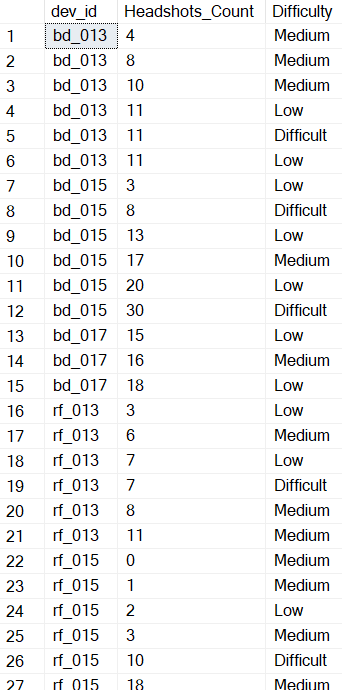 dev_id Headshots_Count Difficulty
1 bd_013 4 Medium
2 bd_013 8 Medium
3 bd_013 10 Medium
4 bd_013 11 Low
5 bd_013 11 Difficult
6 bd_013 11 Low
7 bd_015 3 Low
8 bd_015 8 Difficult
9 bd_015 13 Low
10 bd_015 17 Medium
11 bd_015 20 Low
12 bd_015 30 Difficult
13 bd_017 15 Low
14 bd_017 16 Medium
15 bd_017 18 Low
16 rf_013 3 Low
17 rf_013 6 Medium
18 rf_013 7 Low
19 rf_013 7 Difficult
20 rf_013 8 Medium
21 rf_013 11 Medium
22 rf_015 0 Medium
23 rf_015 1 Medium
24 rf_015 2 Low
25 rf_015 3 Medium
26 rf_015 10 Difficult
27 rf_015 18 Medium